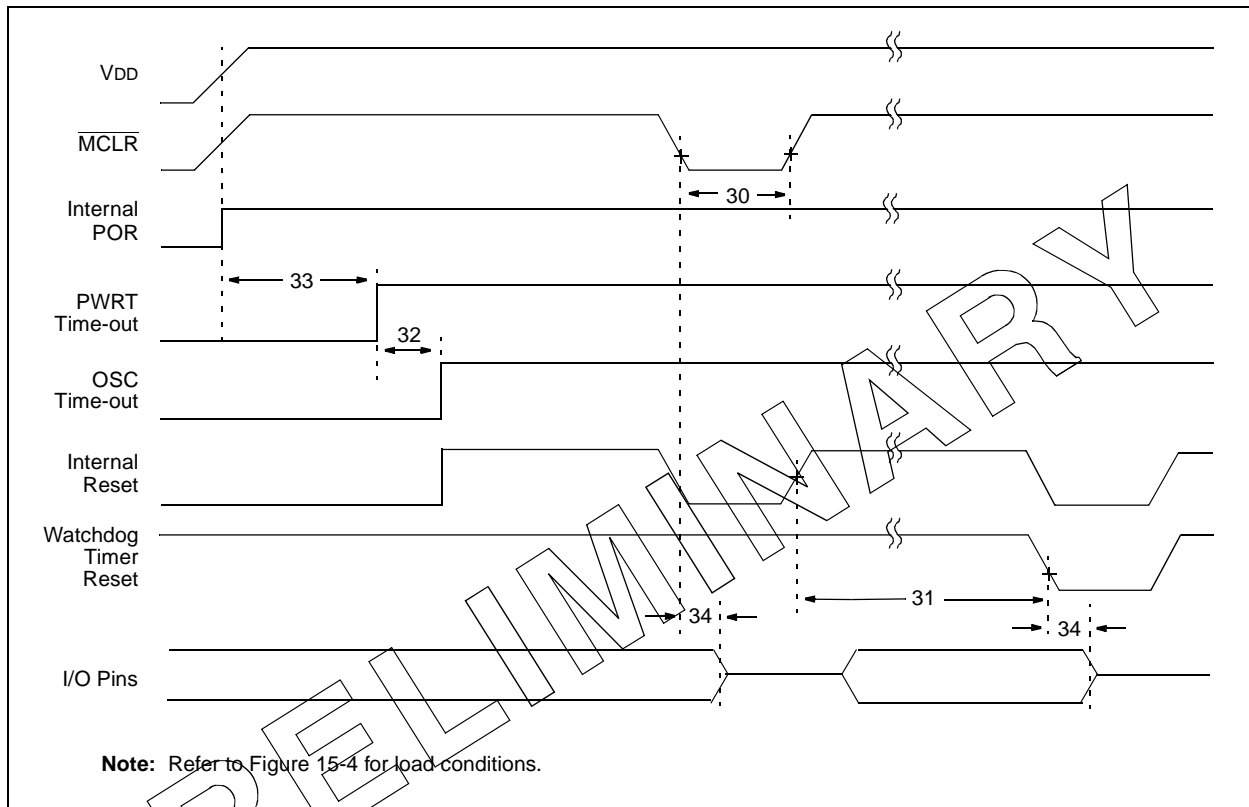 VDD
MCLR
30
Internal
POR
33
PWRT
Time-out
32
OSC
Time-out
Internal
Reset
Watchdog
Timer
Reset
31
34
34
I/O Pins
Note: Refer to Figure 15-4 for load conditions.
PRELIMINARY